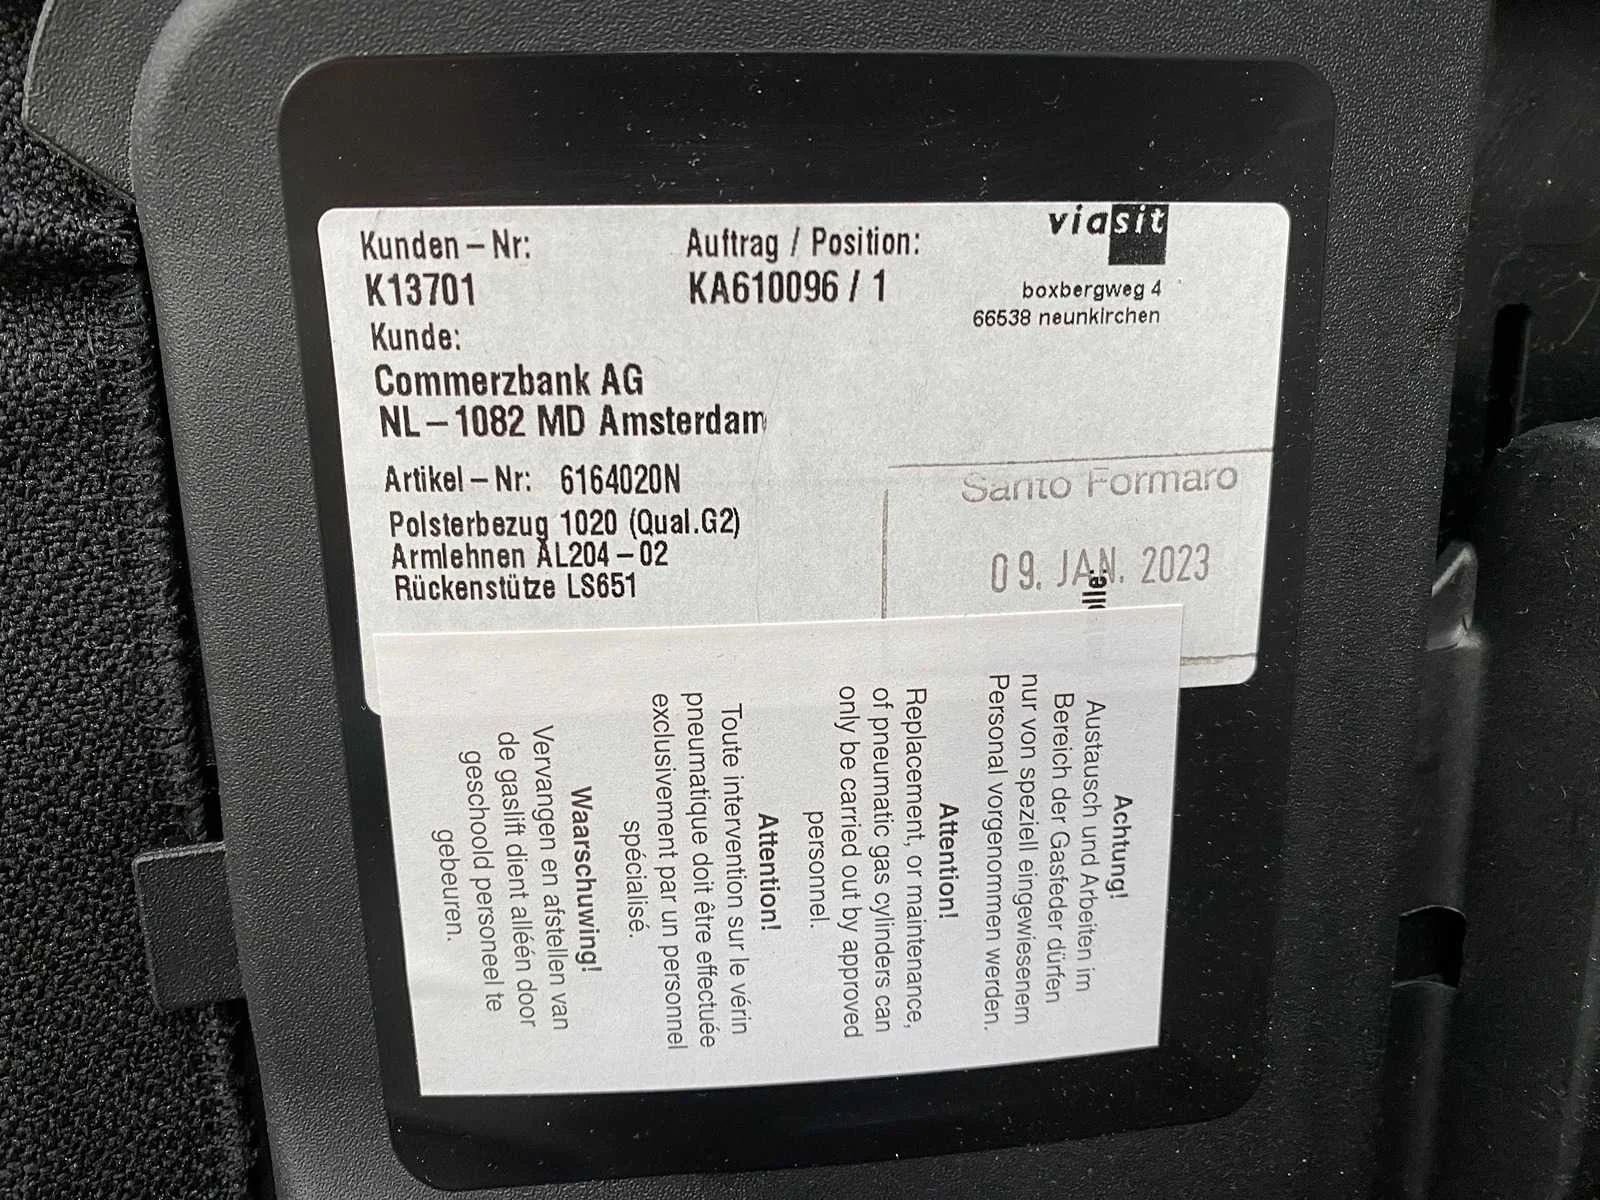 viasit
Kunden-Nr: Auftrag / Position:
K13701 KA610096 / 1
boxbergweg 4
66538 neunkirchen
Kunde:
Commerzbank AG
NL-1082 MD Amsterdam
Artikel-Nr: 6164020N
Polsterbezug 1020 (Qual.G2)
Armlehnen AL204-02
Rückenstütze LS651
Santo Formaro
09. JAN. 2023
Achtung!
Austausch und Arbeiten im
Bereich der Gasfeder dürfen
nur von speziell eingewiesenem
Personal vorgenommen werden.
Attention!
Replacement, or maintenance,
of pneumatic gas cylinders can
only be carried out by approved
personnel.
Attention!
Toute intervention sur le vérin
pneumatique doit être effectuée
exclusivement par un personnel
spécialisé.
Waarschuwing!
Vervangen en afstellen van
de gaslift dient alléén door
geschoold personeel te
gebeuren.